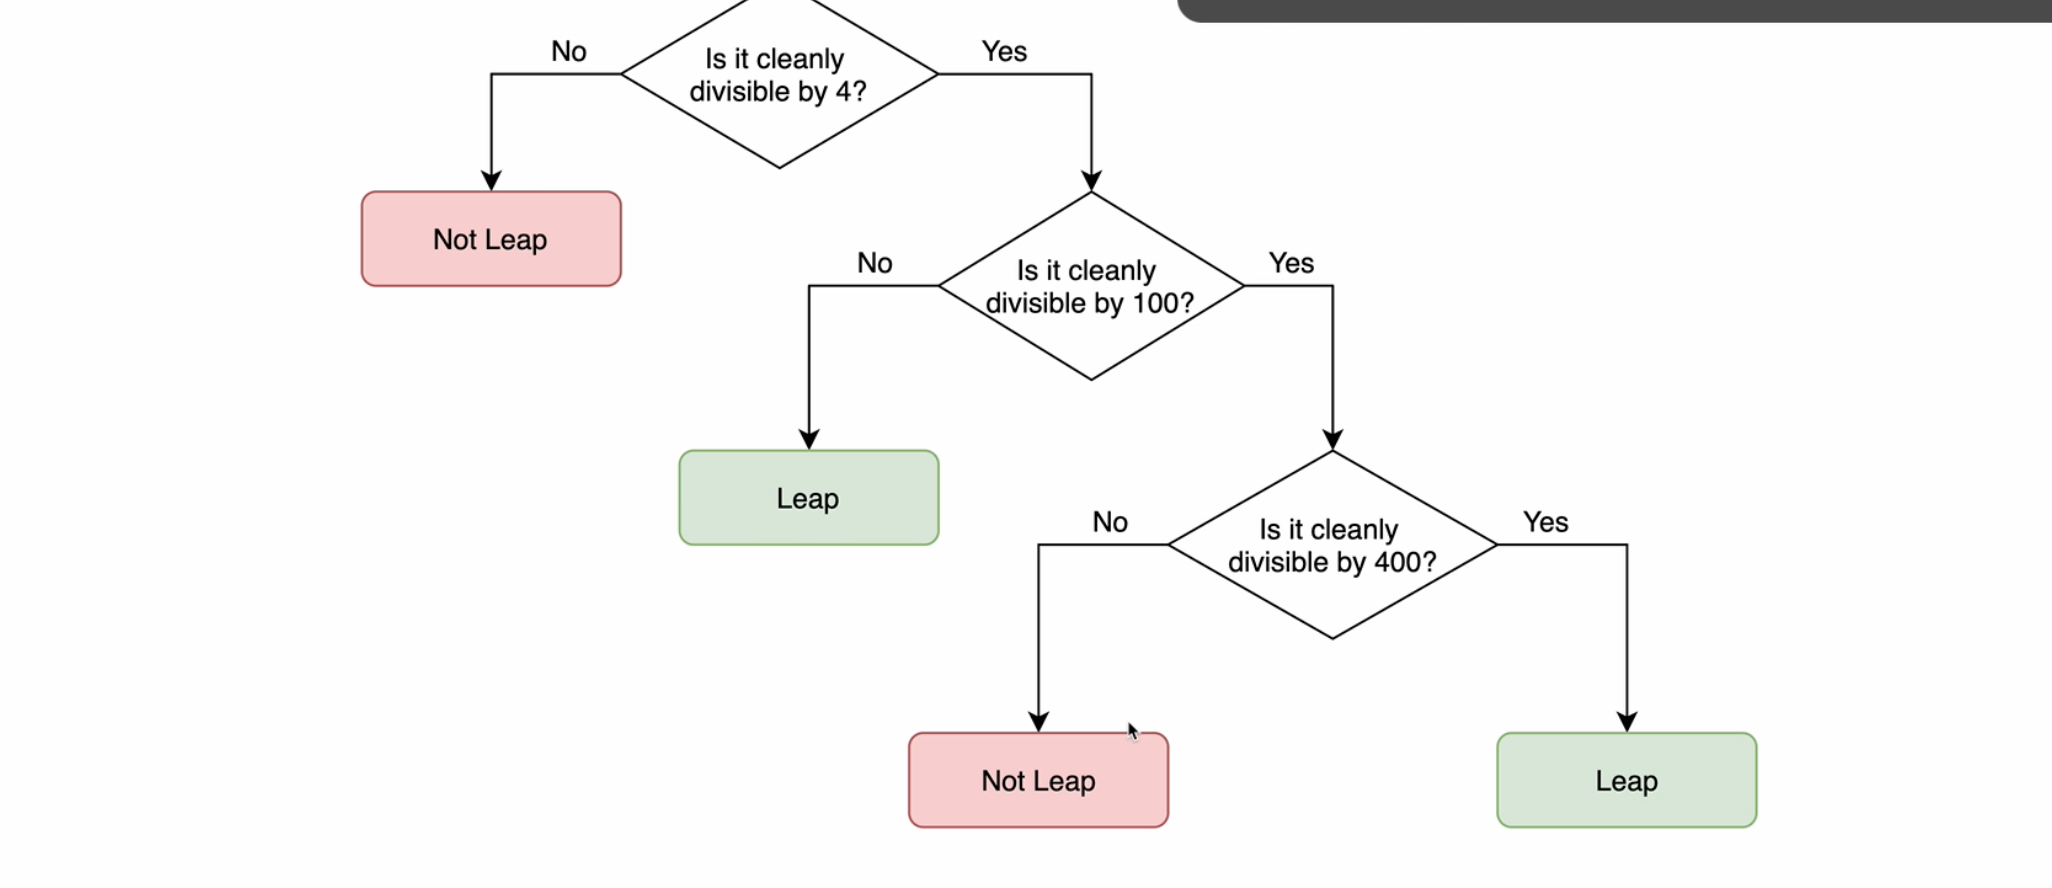 No
Is it cleanly
divisible by 4?
Yes
Not Leap
No
Is it cleanly
divisible by 100?
Yes
Leap
No
Is it cleanly
divisible by 400?
Yes
Not Leap
Leap